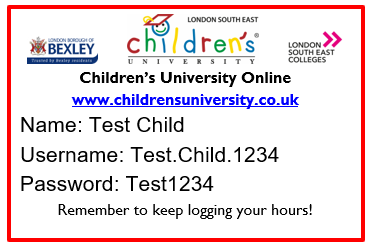 LONDON BOROUGH OF
BEXLEY
Trusted by Bexley residents
LONDON SOUTH EAST
children's®
UNIVERSITY
LONDON
SOUTH EAST
COLLEGES
Children's University Online
www.childrensuniversity.co.uk
Name: Test Child
Username: Test.Child.1234
Password: Test1234
Remember to keep logging your hours!